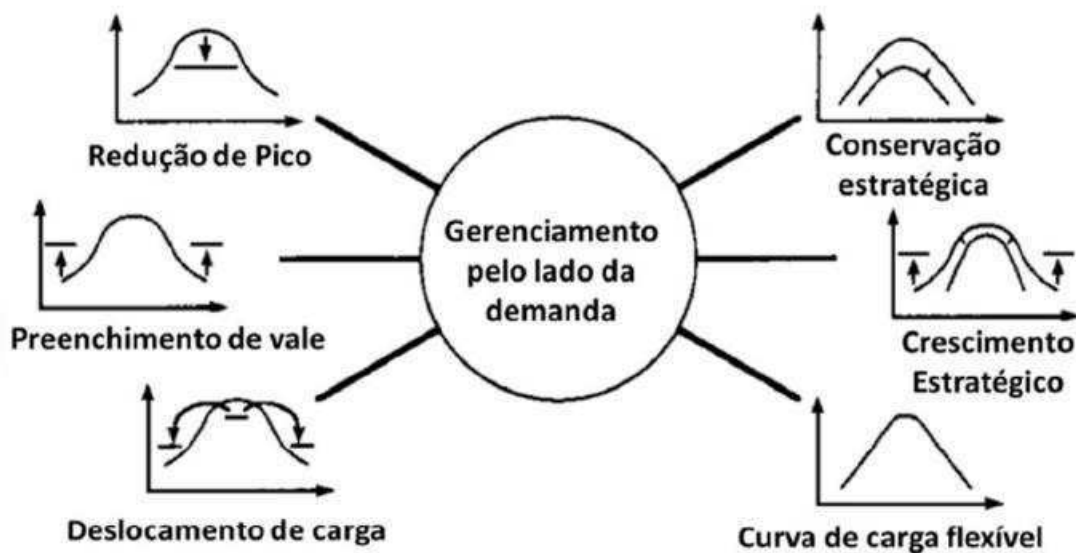 Redução de Pico
Conservação
estratégica
Gerenciamento
pelo lado da
demanda
Preenchimento de vale
Crescimento
Estratégico
Deslocamento de carga
Curva de carga flexível